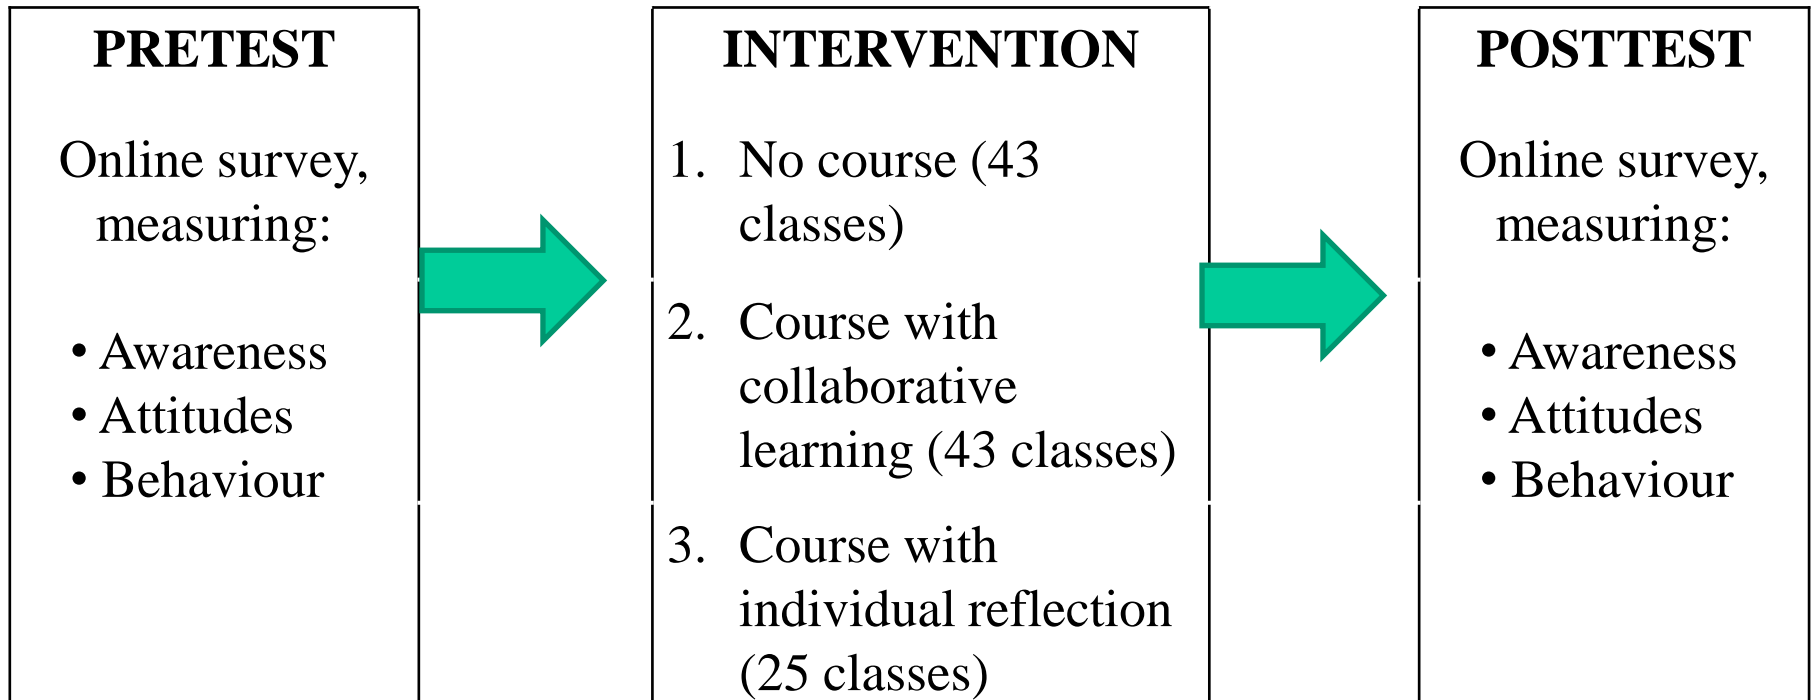 PRETEST
Online survey,
measuring:
• Awareness
• Attitudes
• Behaviour
INTERVENTION
1. No course (43
classes)
2. Course with
collaborative
learning (43 classes)
3. Course with
individual reflection
(25 classes)
POSTTEST
Online survey,
measuring:
• Awareness
• Attitudes
• Behaviour